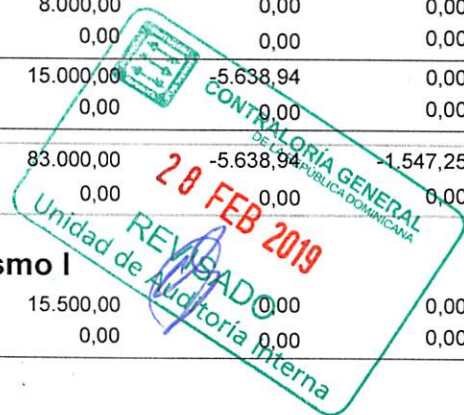 8.000,00 0,00 0,00
0,00 0,00 0,00
15.000,00 -5.638,94 0,00
0,00 0,00 0,00
83.000,00 -5.638,94 -1.547,25
0,00 0,00 0,00
smo I
15.500,00 0,00 0,00
0,00 0,00 0,00
CONTRALORÍA GENERAL
DE LA REPÚBLICA DOMINICANA
28 FEB 2019
REVISADO
Unidad de Auditoría Interna